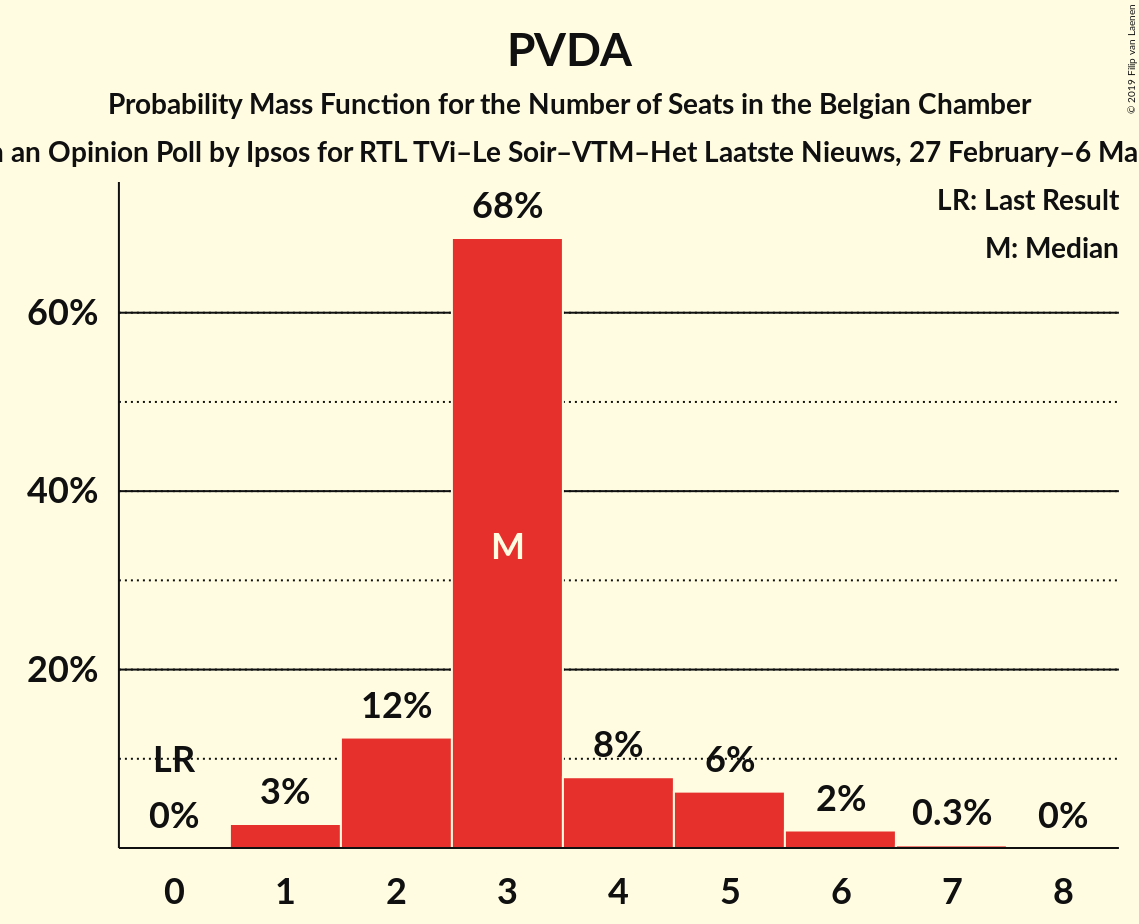 PVDA
Probability Mass Function for the Number of Seats in the Belgian Chamber
an Opinion Poll by Ipsos for RTL TVi–Le Soir–VTM–Het Laatste Nieuws, 27 February–6
© 2019 Filip van Laenen
LR: Last Result
M: Median
68%
60%
40%
M
20%
12%
LR
8%
6%
3%
2%
0%
0.3%
0%
0 1 2 3 4 5 6 7 8